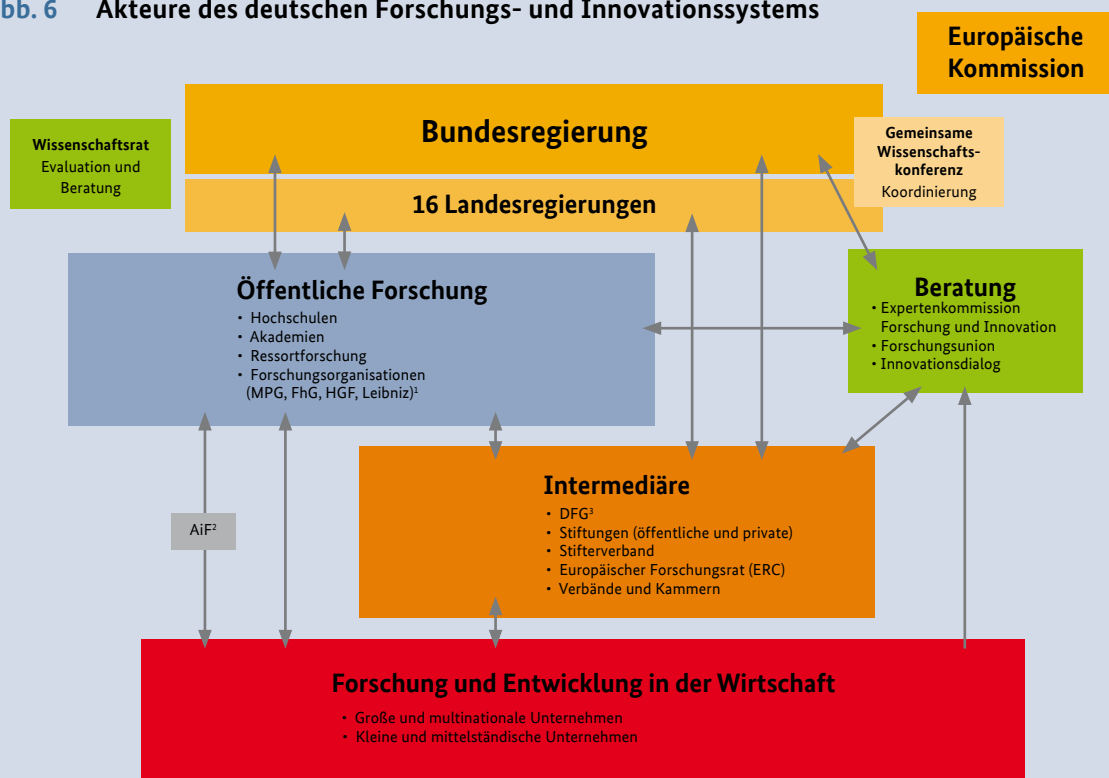 bb. 6 Akteure des deutschen Forschungs- und Innovationssystems
Europäische
Kommission
Bundesregierung
Wissenschaftsrat
Evaluation und
Beratung
Gemeinsame
Wissenschafts-
konferenz
Koordinierung
16 Landesregierungen
Öffentliche Forschung
• Hochschulen
• Akademien
• Ressortforschung
• Forschungsorganisationen
(MPG, FhG, HGF, Leibniz)¹
Beratung
• Expertenkommission
Forschung und Innovation
• Forschungsunion
• Innovationsdialog
Intermediäre
• DFG³
• Stiftungen (öffentliche und private)
• Stifterverband
• Europäischer Forschungsrat (ERC)
• Verbände und Kammern
AiF²
Forschung und Entwicklung in der Wirtschaft
• Große und multinationale Unternehmen
• Kleine und mittelständische Unternehmen